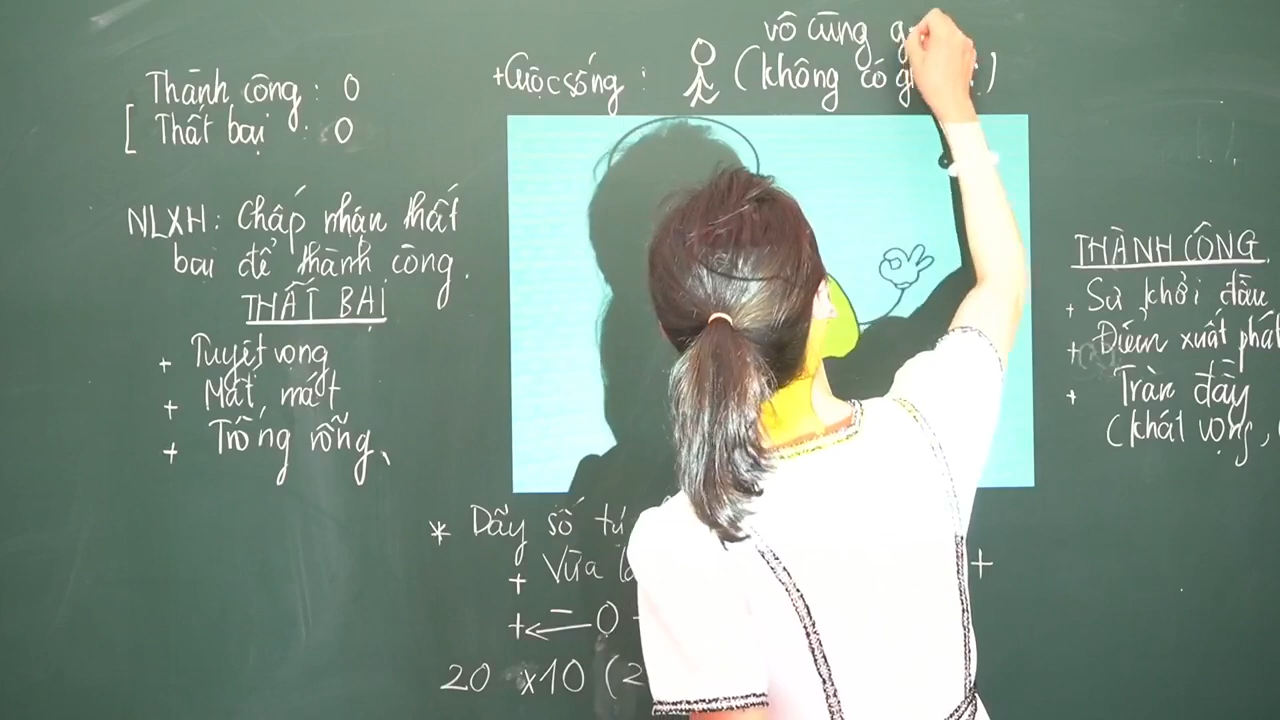 Thành công : 0
[ Thất bại : 0
NLXH: Chấp nhận thất
bại để thành công.
THẤT BẠI
+ Tuyệt vọng
+ Mất mát
+ Trống rỗng,
vô cùng
+ Cuộc sống : (không có
* Dãy số tự
+ Vừa
+ ← − 0
20 x10 (2
+
THÀNH CÔNG
+ Sự khởi đầu
+ Điểm xuất phát
+ Tràn đầy
(khát vọng,